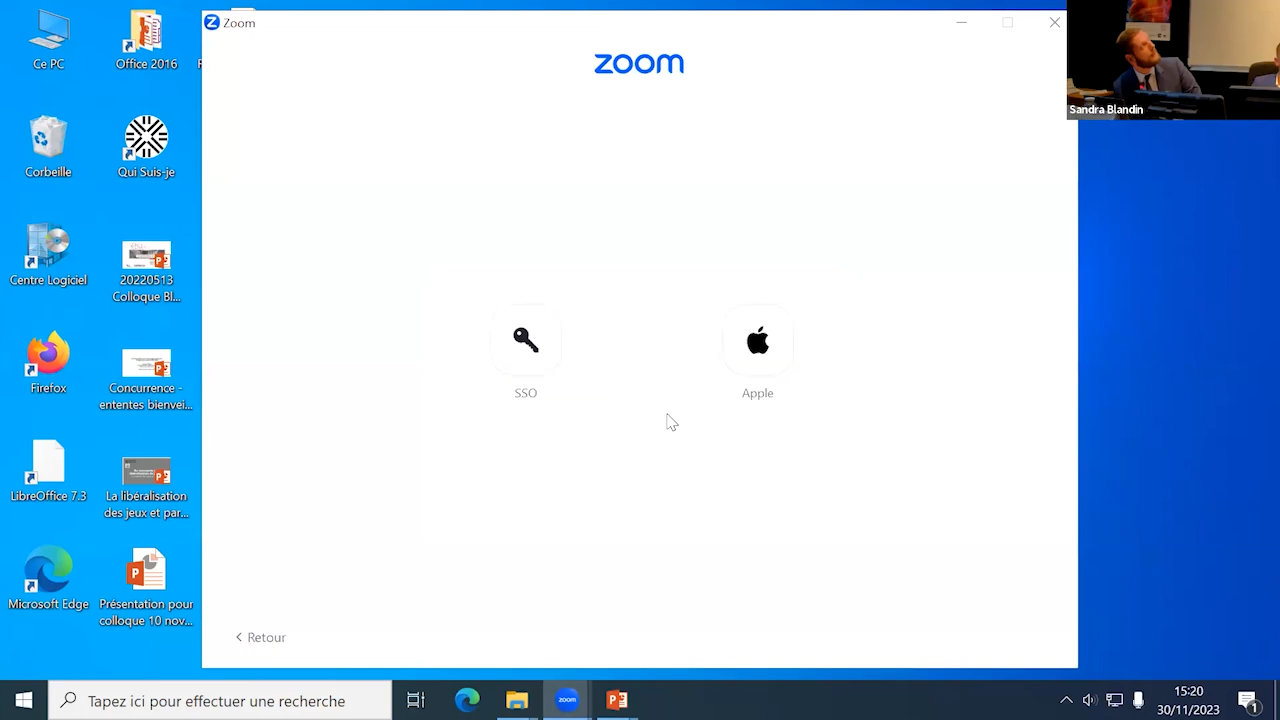 Zoom
zoom
Ce PC
Office 2016
Sandra Blandin
Corbeille
Qui Suis-je
Centre Logiciel
20220513
Colloque Bl...
Firefox
Concurrence -
ententes bienvei...
SSO
Apple
LibreOffice 7.3
La libéralisation
des jeux et par...
Microsoft Edge
Présentation pour
colloque 10 nov...
Retour
Tapez ici pour effectuer une recherche
zoom
15:20
30/11/2023
1